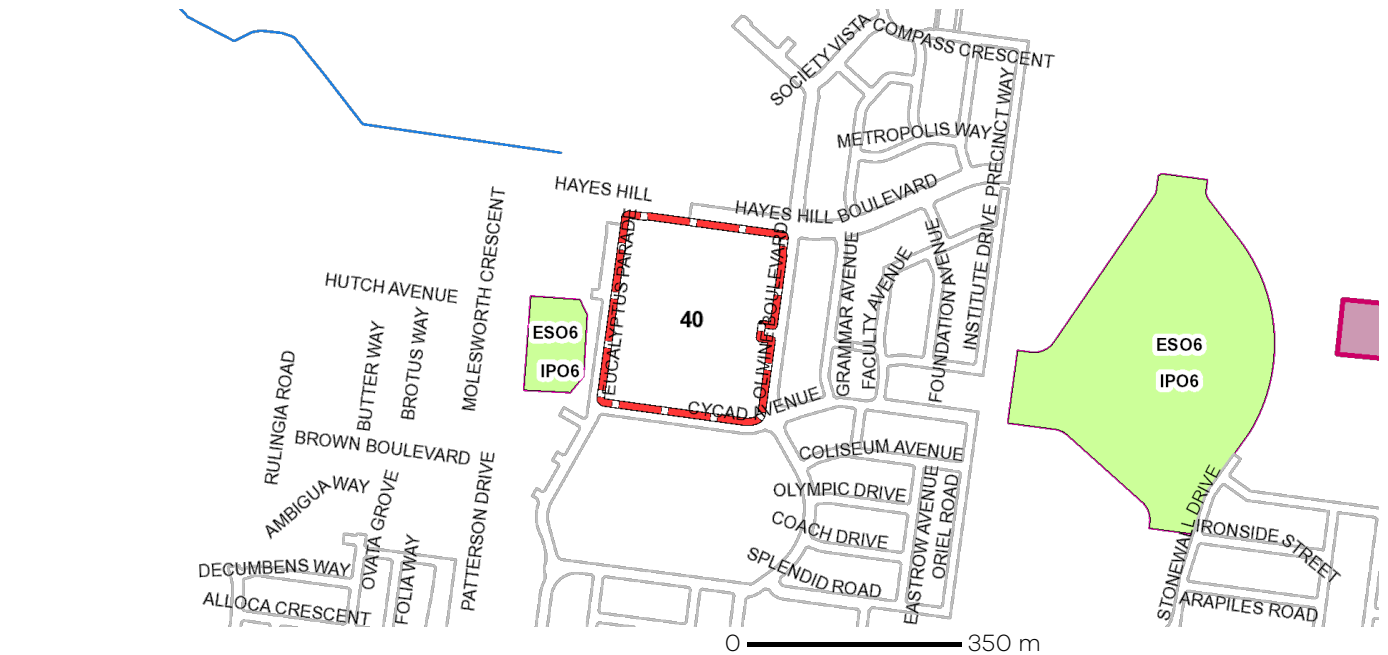 SOCIETY VISTA
COMPASS CRESCENT
METROPOLIS WAY
PRECINCT WAY
HAYES HILL
HAYES HILL BOULEVARD
MOLESWORTH CRESCENT
EUCALYPTUS PARADE
OLIVINE BOULEVARD
GRAMMAR AVENUE
FACULTY AVENUE
FOUNDATION AVENUE
INSTITUTE DRIVE
HUTCH AVENUE
BUTTER WAY
BROTUS WAY
RULINGIA ROAD
ESO6
IPO6
40
ESO6
IPO6
CYCAD AVENUE
BROWN BOULEVARD
AMBIGUA WAY
OVATA GROVE
FOLIA WAY
PATTERSON DRIVE
DECUMBENS WAY
ALLOCA CRESCENT
COLISEUM AVENUE
OLYMPIC DRIVE
COACH DRIVE
SPLENDID ROAD
EASTROW AVENUE
ORIEL ROAD
STONEWALL DRIVE
IRONSIDE STREET
ARAPILES ROAD
0 350 m